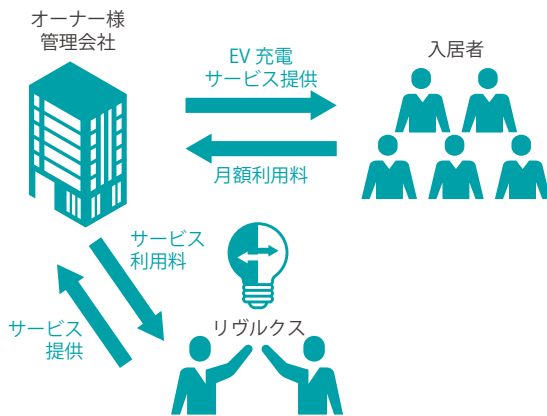 オーナー様
管理会社
EV 充電
サービス提供
入居者
月額利用料
サービス
利用料
サービス
提供
リヴルクス